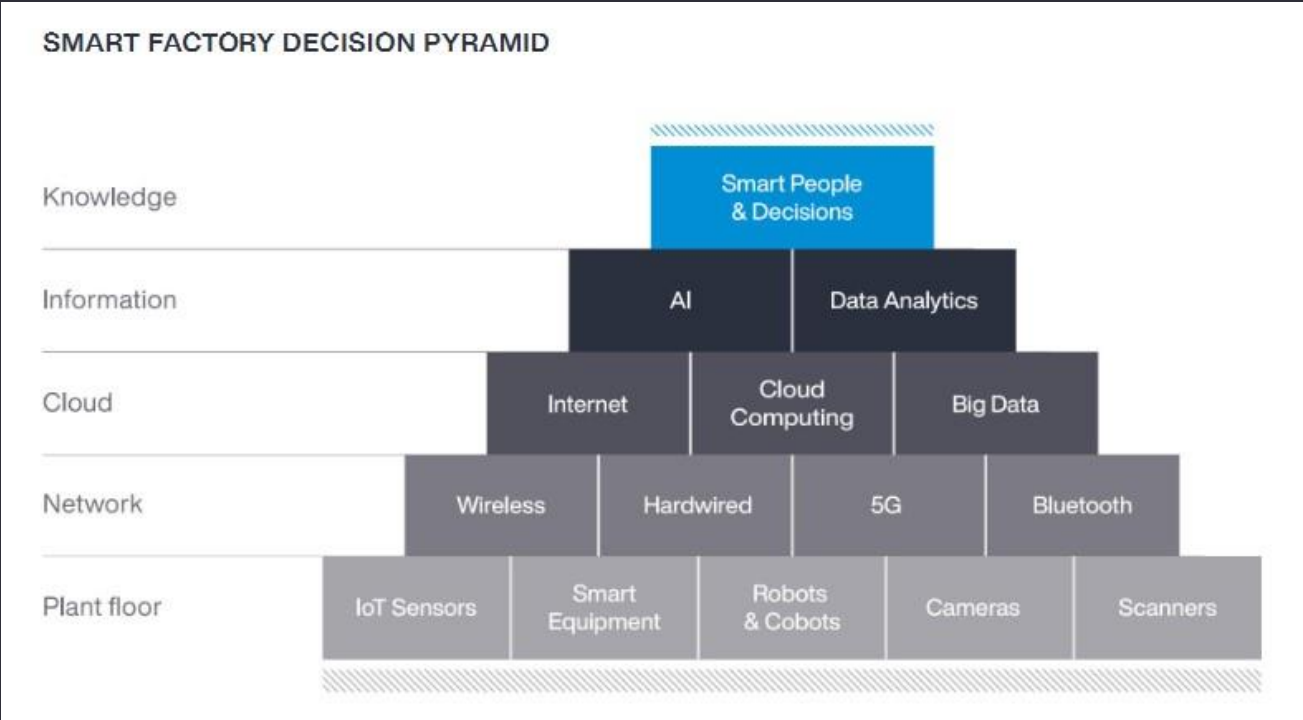 SMART FACTORY DECISION PYRAMID
Knowledge
Smart People
& Decisions
Information
AI
Data Analytics
Cloud
Internet
Cloud
Computing
Big Data
Network
Wireless
Hardwired
5G
Bluetooth
Plant floor
IoT Sensors
Smart
Equipment
Robots
& Cobots
Cameras
Scanners